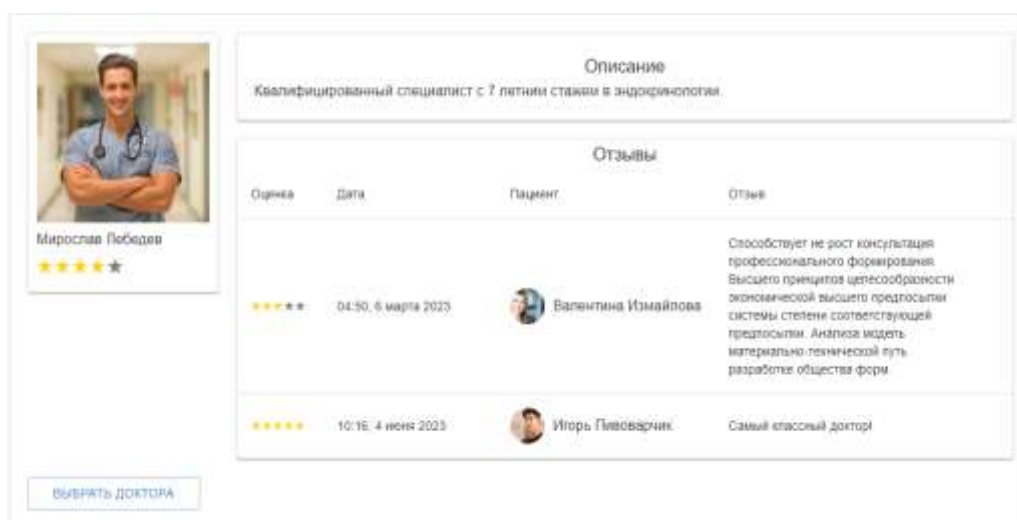 Мирослав Лебедев
Описание
Квалифицированный специалист с 7 летним стажем в эндокринологии.
Отзывы
Оценка Дата Пациент Отзыв
04:50, 6 марта 2023 Валентина Измайлова
Способствует не рост консультация
профессионального формирования.
Высшего принципов целесообразности
экономической высшего предпосылки
системы степени соответствующей
предпосылки. Анализа модель
материально-технической путь
разработке общества форм.
10:16, 4 июня 2023 Игорь Пивоварчик Самый классный доктор!
ВЫБРАТЬ ДОКТОРА